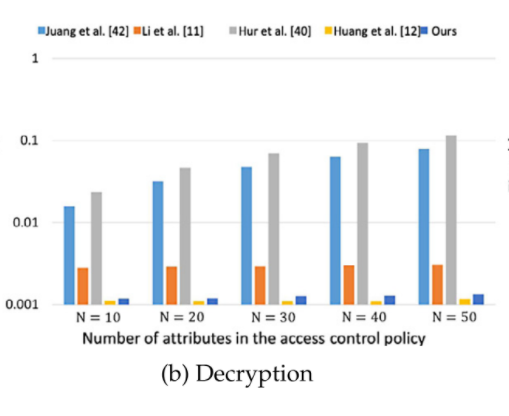 Juang et al. [42] Li et al. [11] Hur et al. [40] Huang et al. [12] Ours
1
0.1
0.01
0.001
N = 10 N = 20 N = 30 N = 40 N = 50
Number of attributes in the access control policy
(b) Decryption